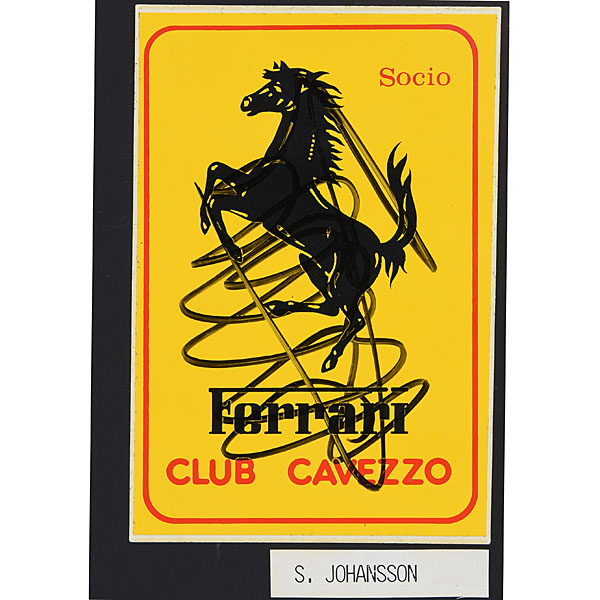 Socio
Ferrari
CLUB CAVEZZO
S. JOHANSSON